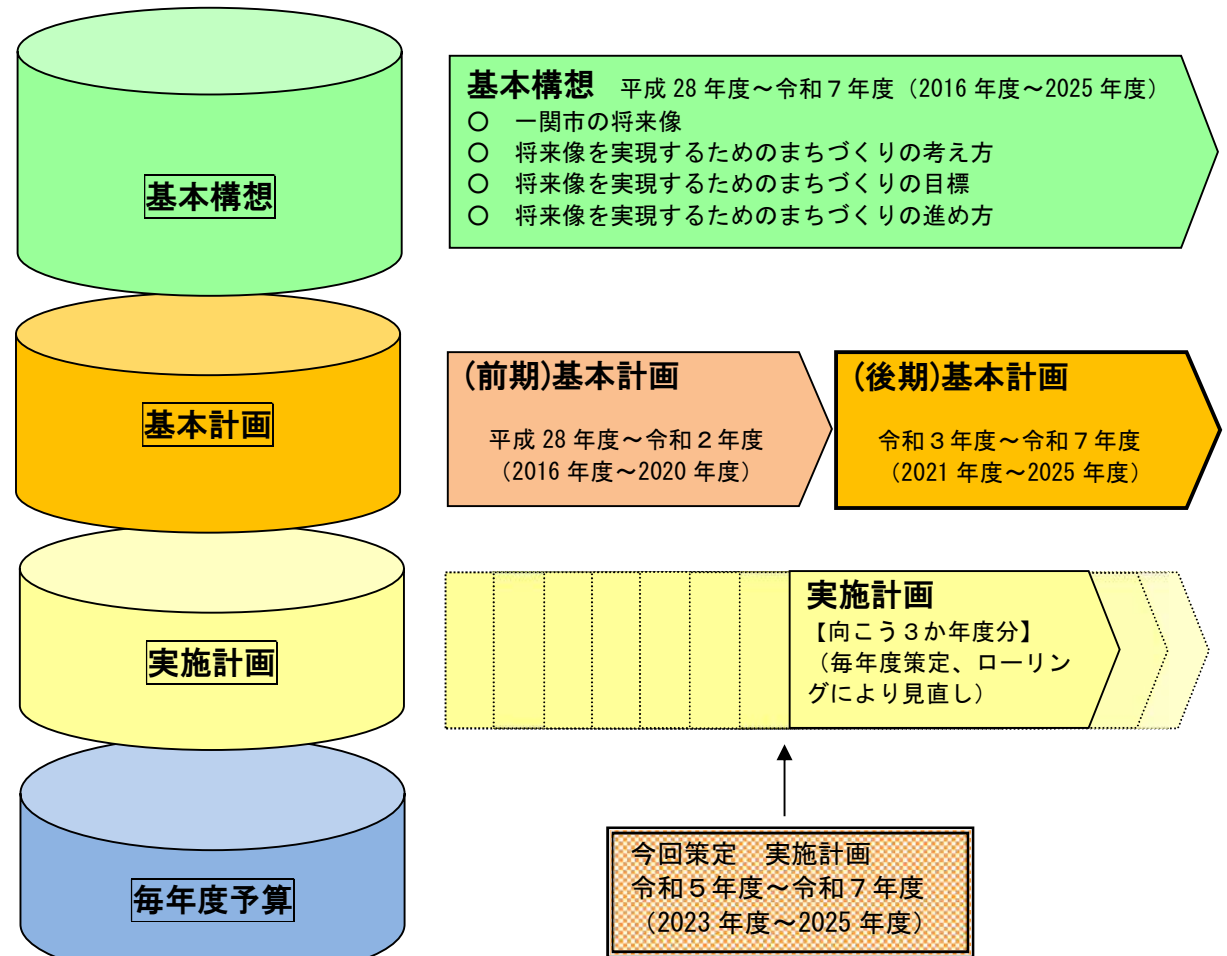 基本構想
基本構想 平成 28 年度～令和７年度（2016 年度～2025 年度）
○ 一関市の将来像
○ 将来像を実現するためのまちづくりの考え方
○ 将来像を実現するためのまちづくりの目標
○ 将来像を実現するためのまちづくりの進め方
基本計画
(前期)基本計画
平成 28 年度～令和２年度
（2016 年度～2020 年度）
(後期)基本計画
令和３年度～令和７年度
（2021 年度～2025 年度）
実施計画
実施計画
【向こう３か年度分】
（毎年度策定、ローリン
グにより見直し）
毎年度予算
今回策定 実施計画
令和５年度～令和７年度
（2023 年度～2025 年度）